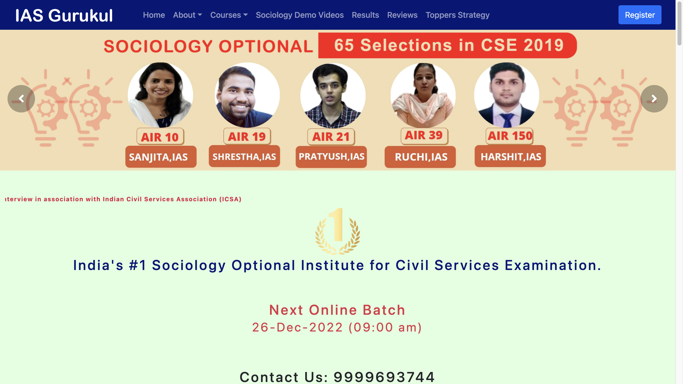 IAS Gurukul Home About Courses Sociology Demo Videos Results Reviews Toppers Strategy Register
SOCIOLOGY OPTIONAL 65 Selections in CSE 2019
AIR 10 AIR 19 AIR 21 AIR 39 AIR 150
SANJITA,IAS SHRESTHA,IAS PRATYUSH,IAS RUCHI,IAS HARSHIT,IAS
in association with Indian Civil Services Association (ICSA)
1
India's #1 Sociology Optional Institute for Civil Services Examination.
Next Online Batch
26-Dec-2022 (09:00 am)
Contact Us: 9999693744